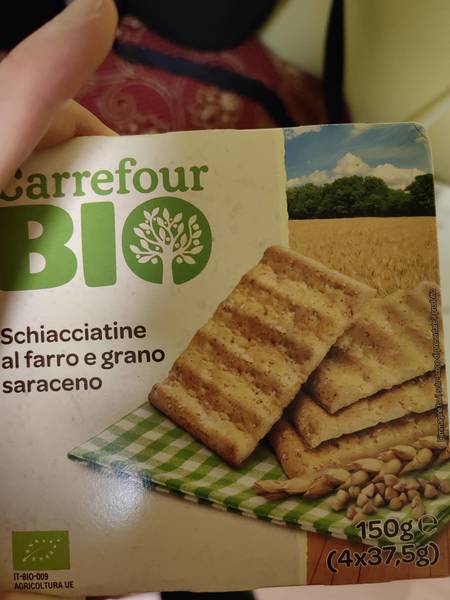 Carrefour
BIO
Schiacciatine
al farro e grano
saraceno
150g e
(4x37,5g)
IT-BIO-009
AGRICOLTURA UE